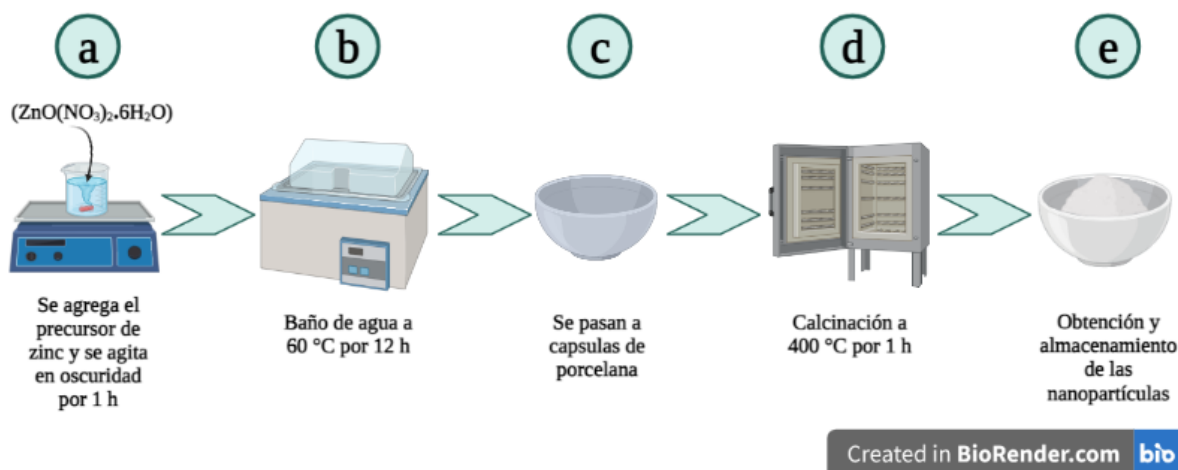 a
b
c
d
e
(ZnO(NO₃)₂.6H₂O)
Se agrega el
precursor de
zinc y se agita
en oscuridad
por 1 h
Baño de agua a
60 °C por 12 h
Se pasan a
capsulas de
porcelana
Calcinación a
400 °C por 1 h
Obtención y
almacenamiento
de las
nanopartículas
Created in BioRender.com bio